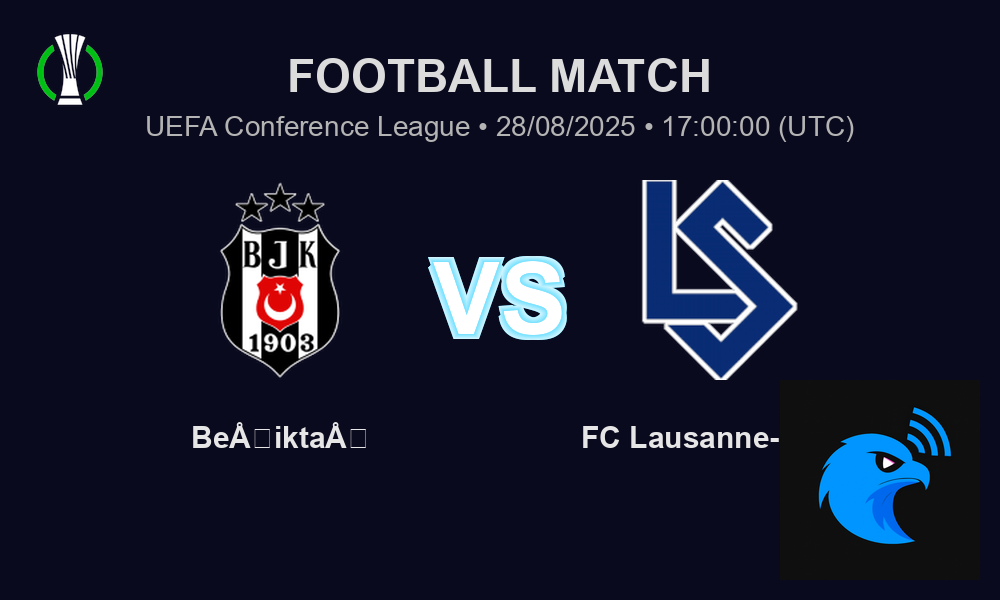 FOOTBALL MATCH
UEFA Conference League • 28/08/2025 • 17:00:00 (UTC)
BJK
1903
VS
LS
BeÅ□iktaÅ□
FC Lausanne-